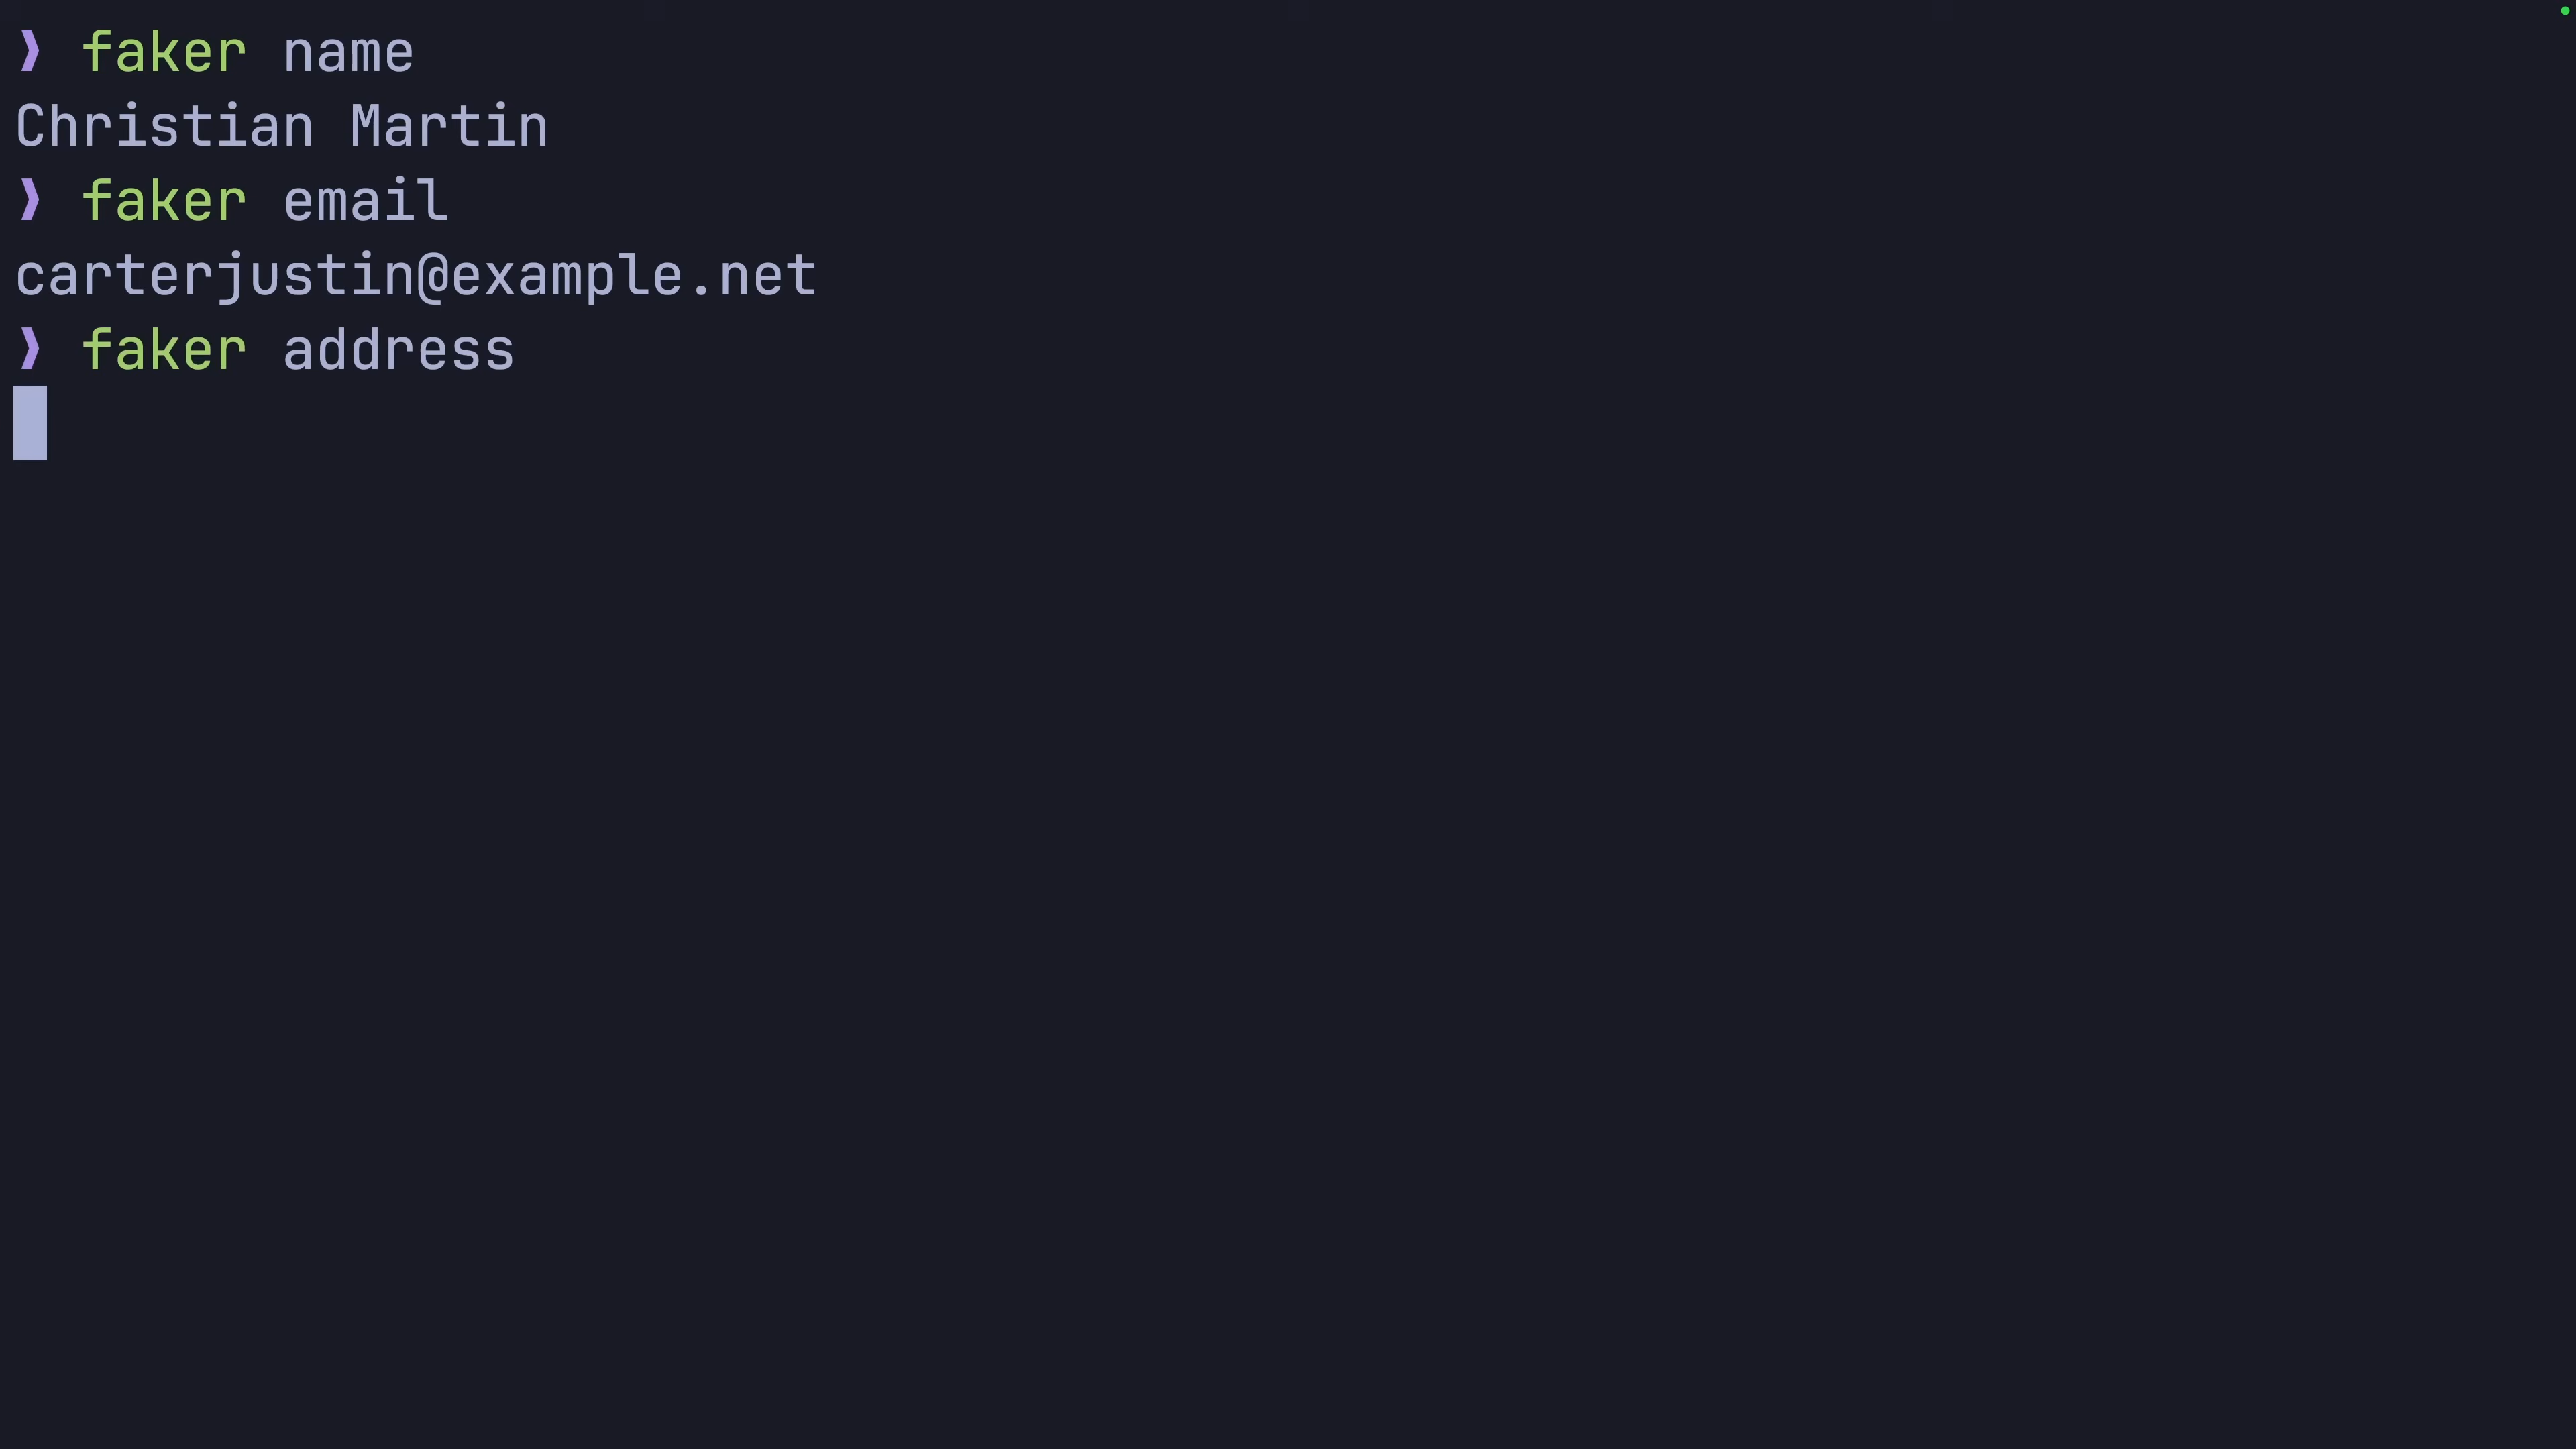 ❱ faker name
Christian Martin
❱ faker email
carterjustin@example.net
❱ faker address